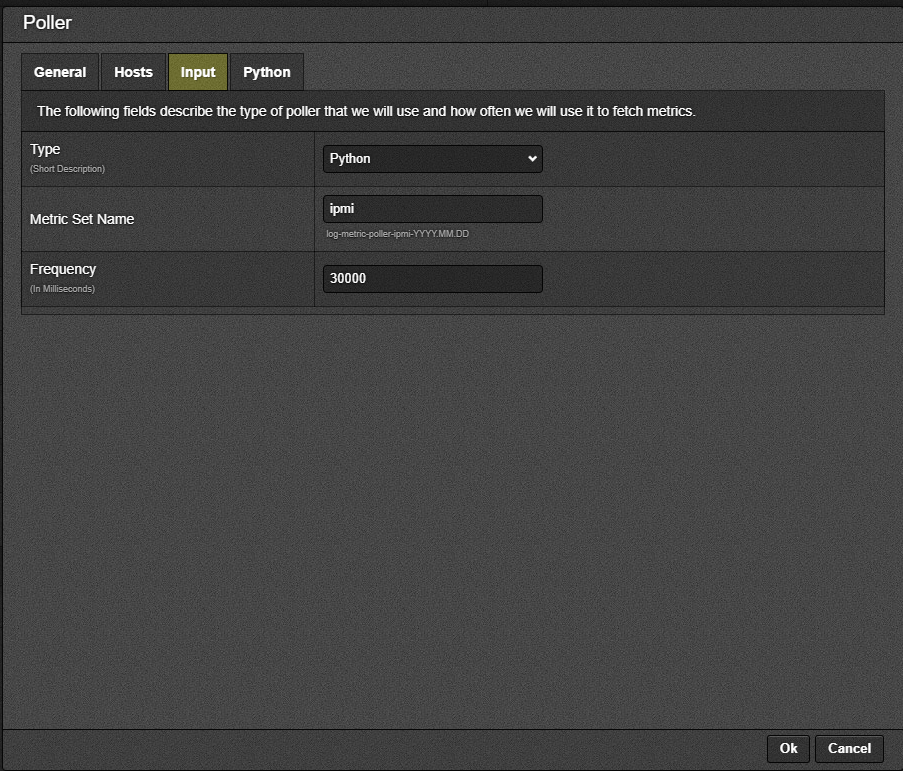 Poller
General Hosts Input Python
The following fields describe the type of poller that we will use and how often we will use it to fetch metrics.
Type
(Short Description)
Python
Metric Set Name
ipmi
log-metric-poller-ipmi-YYYY.MM.DD
Frequency
(In Milliseconds)
30000
Ok Cancel